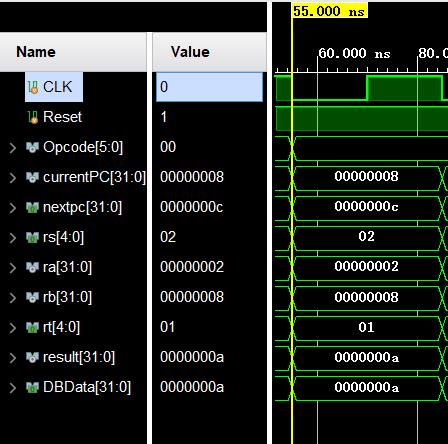 55.000 ns
Name Value 60.000 ns 80.0
CLK 0
Reset 1
Opcode[5:0] 00
currentPC[31:0] 00000008 00000008
nextpc[31:0] 0000000c 0000000c
rs[4:0] 02 02
ra[31:0] 00000002 00000002
rb[31:0] 00000008 00000008
rt[4:0] 01 01
result[31:0] 0000000a 0000000a
DBData[31:0] 0000000a 0000000a